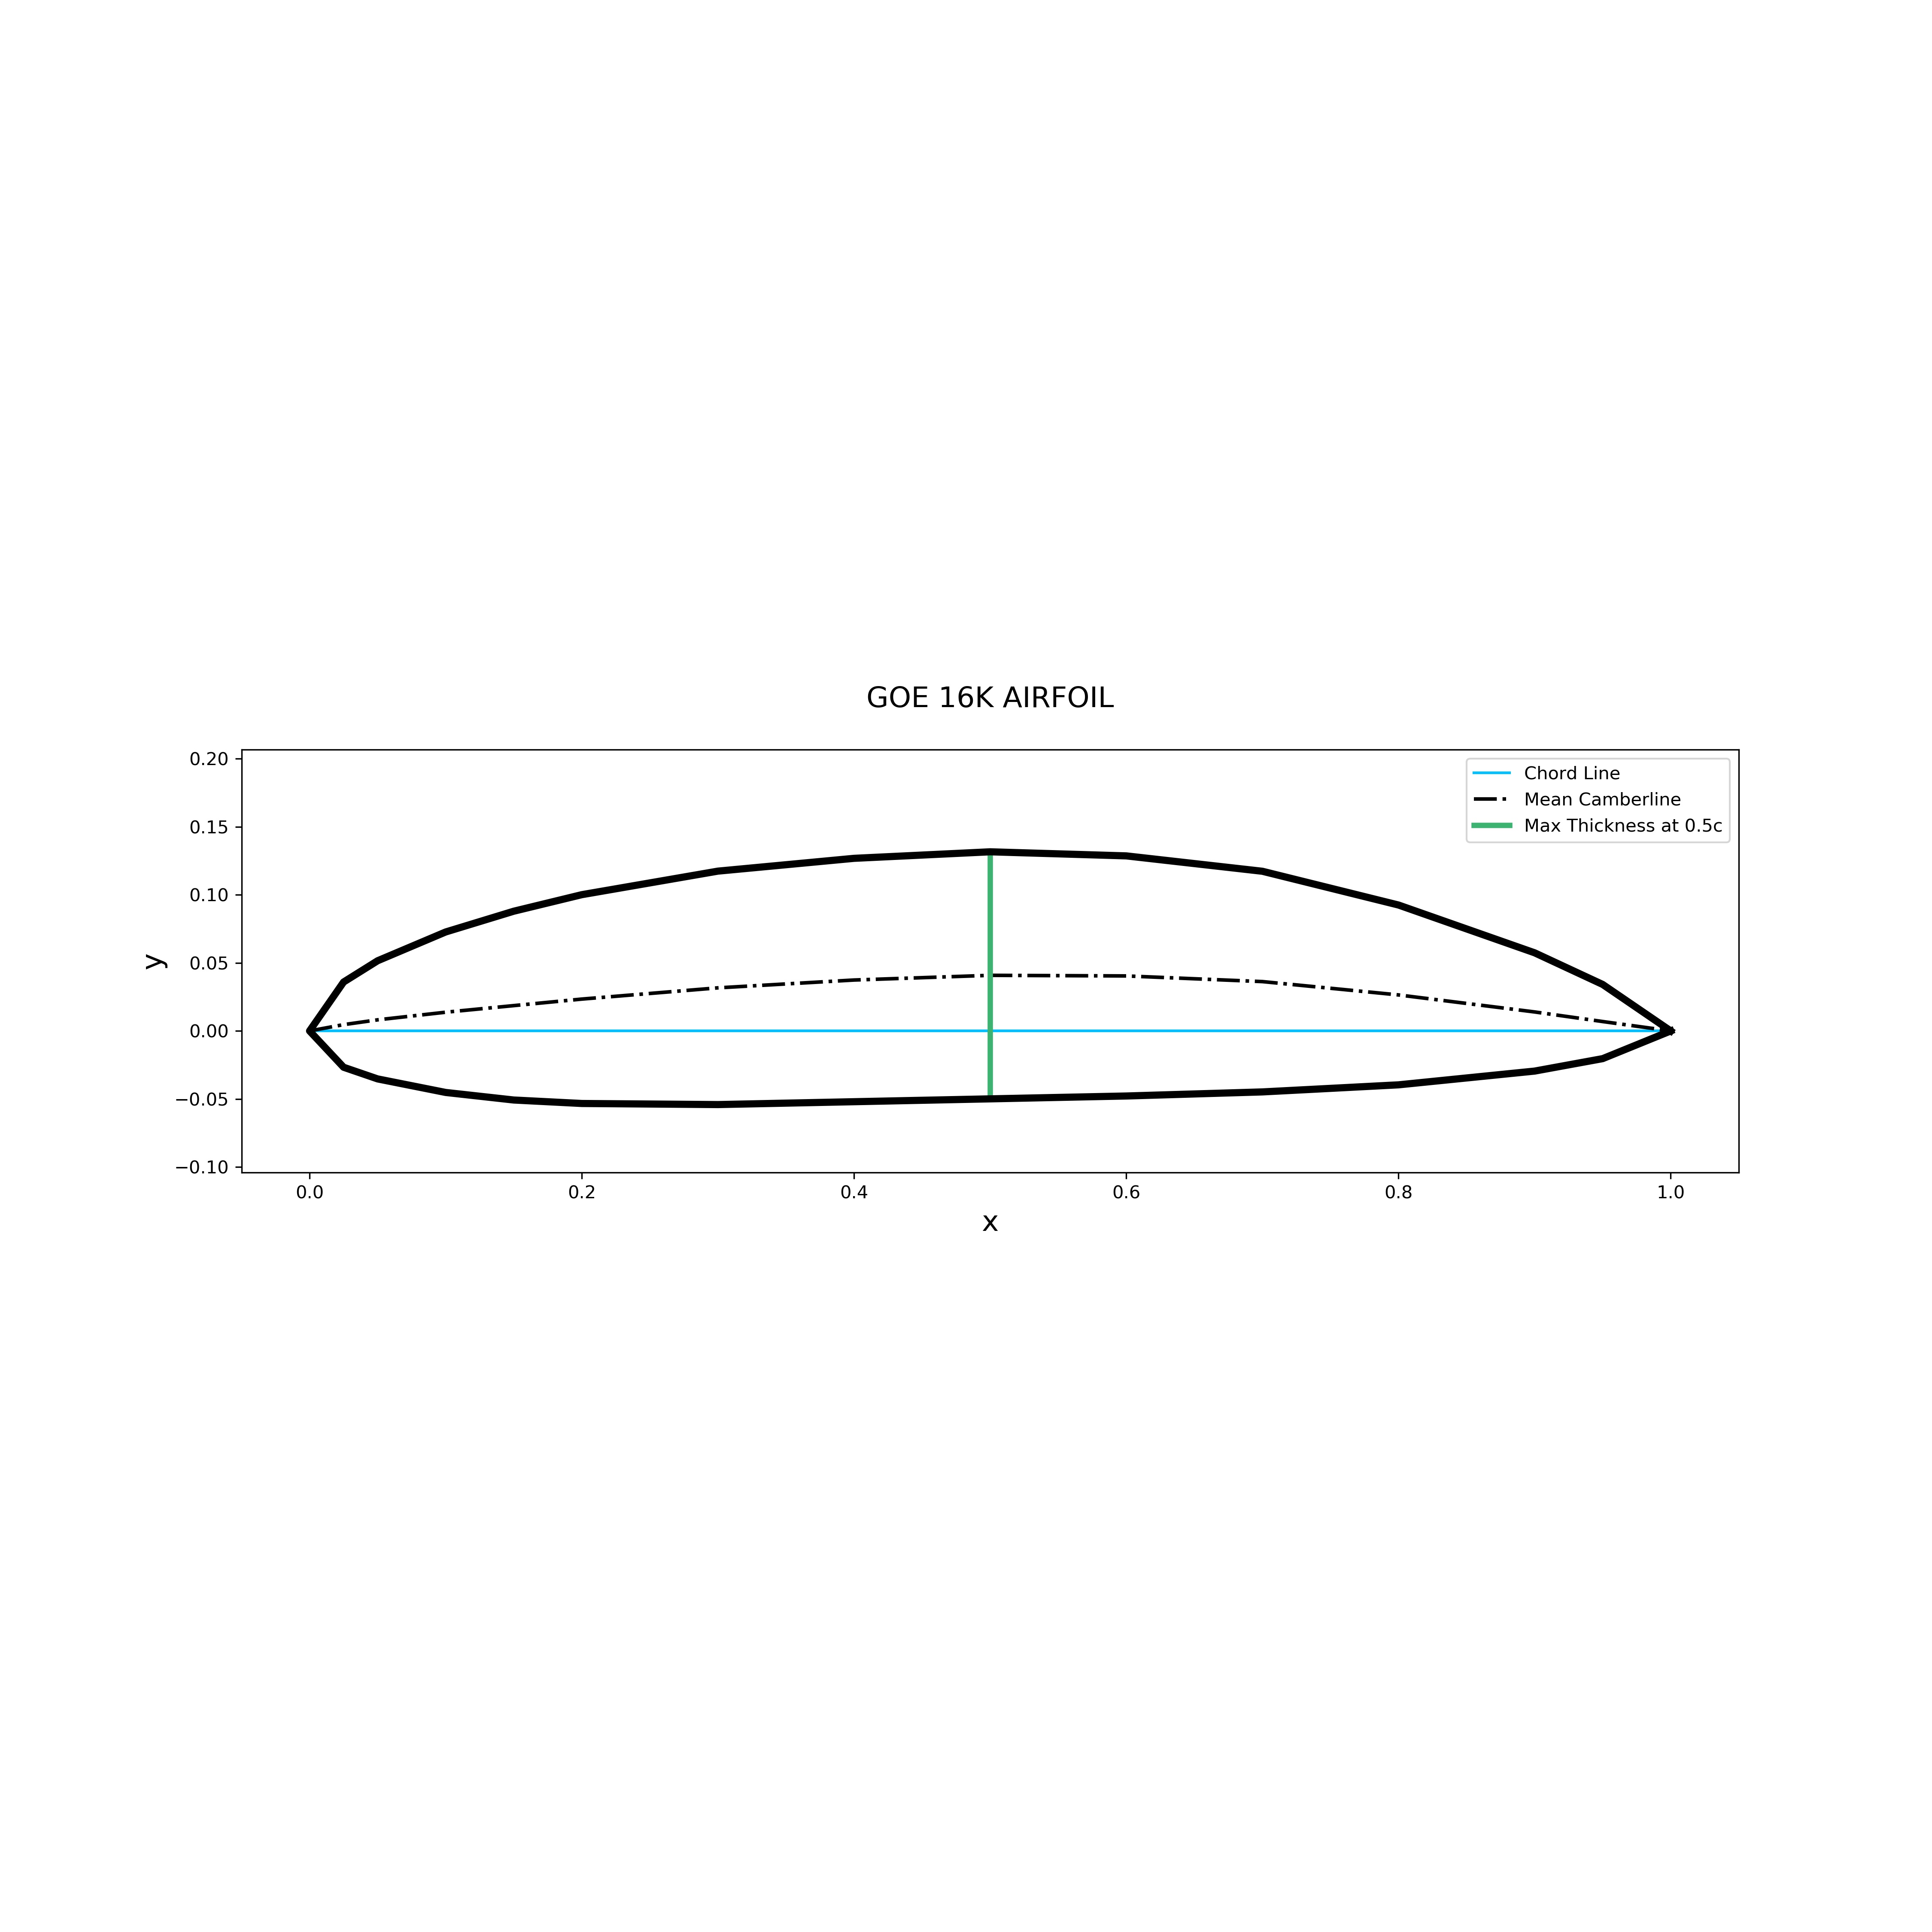 GOE 16K AIRFOIL
0.20
0.15
0.10
0.05
0.00
−0.05
−0.10
y
Chord Line
Mean Camberline
Max Thickness at 0.5c
0.0 0.2 0.4 0.6 0.8 1.0
x